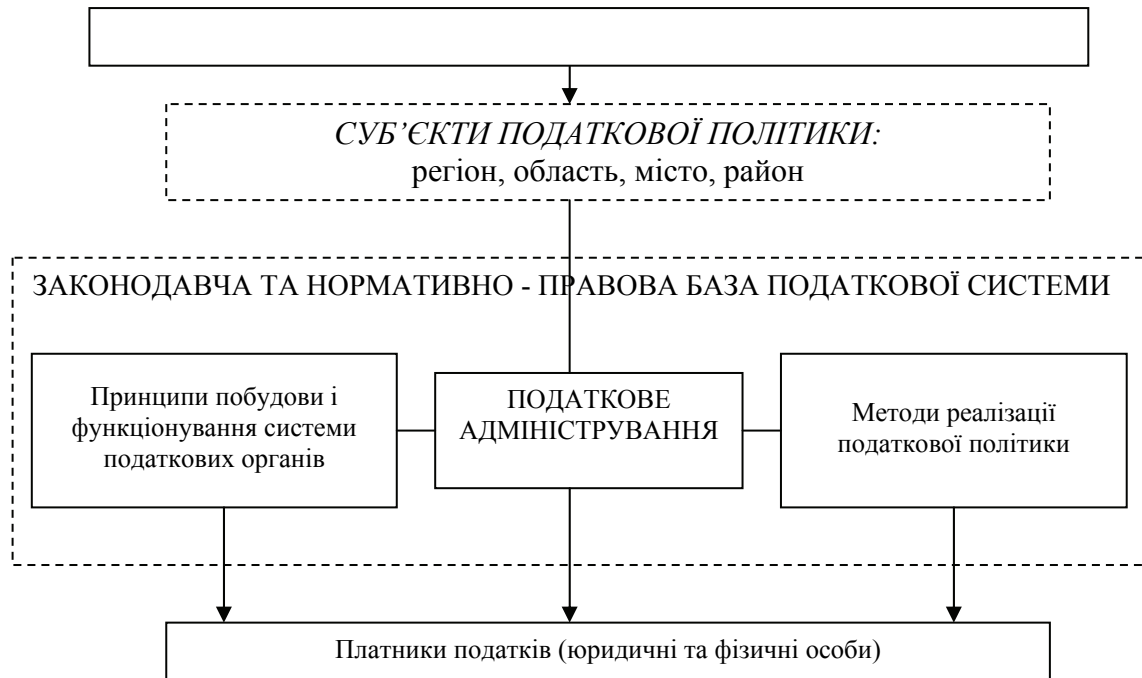 СУБ’ЄКТИ ПОДАТКОВОЇ ПОЛІТИКИ:
регіон, область, місто, район
ЗАКОНОДАВЧА ТА НОРМАТИВНО - ПРАВОВА БАЗА ПОДАТКОВОЇ СИСТЕМИ
Принципи побудови і
функціонування системи
податкових органів
ПОДАТКОВЕ
АДМІНІСТРУВАННЯ
Методи реалізації
податкової політики
Платники податків (юридичні та фізичні особи)